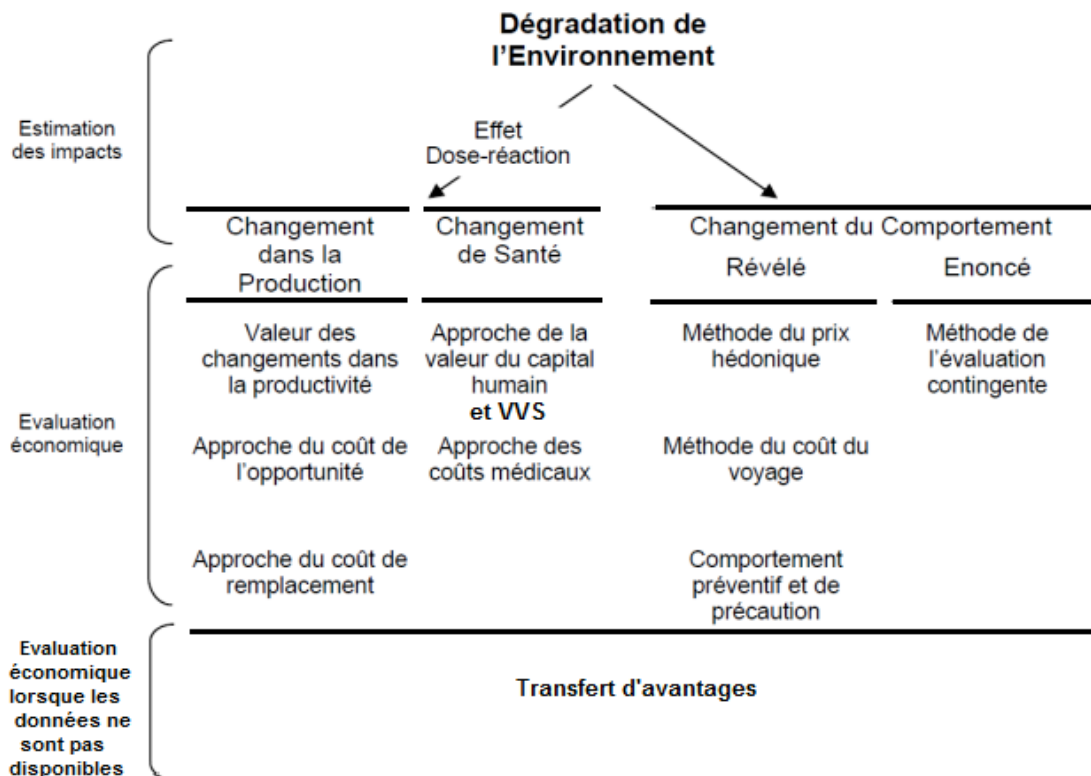 Dégradation de
l'Environnement
Estimation
des impacts
Effet
Dose-réaction
Changement
dans la
Production
Changement
de Santé
Changement du Comportement
Révélé
Enoncé
Evaluation
économique
Valeur des
changements dans
la productivité
Approche de la
valeur du capital
humain
et VVS
Méthode du prix
hédonique
Méthode de
l'évaluation
contingente
Approche du coût de
l'opportunité
Approche des
coûts médicaux
Méthode du coût du
voyage
Approche du coût de
remplacement
Comportement
préventif et de
précaution
Evaluation
économique
lorsque les
données ne
sont pas
disponibles
Transfert d'avantages